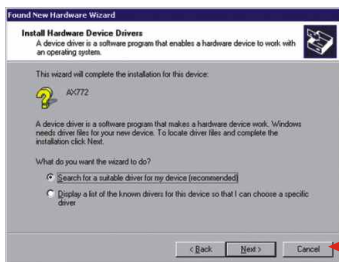 Found New Hardware Wizard
Install Hardware Device Drivers
A device driver is a software program that enables a hardware device to work with
an operating system.
This wizard will complete the installation for this device:
AX772
A device driver is a software program that makes a hardware device work. Windows
needs driver files for your new device. To locate driver files and complete the
installation click Next.
What do you want the wizard to do?
Search for a suitable driver for my device (recommended)
Display a list of the known drivers for this device so that I can choose a specific
driver
< Back Next > Cancel